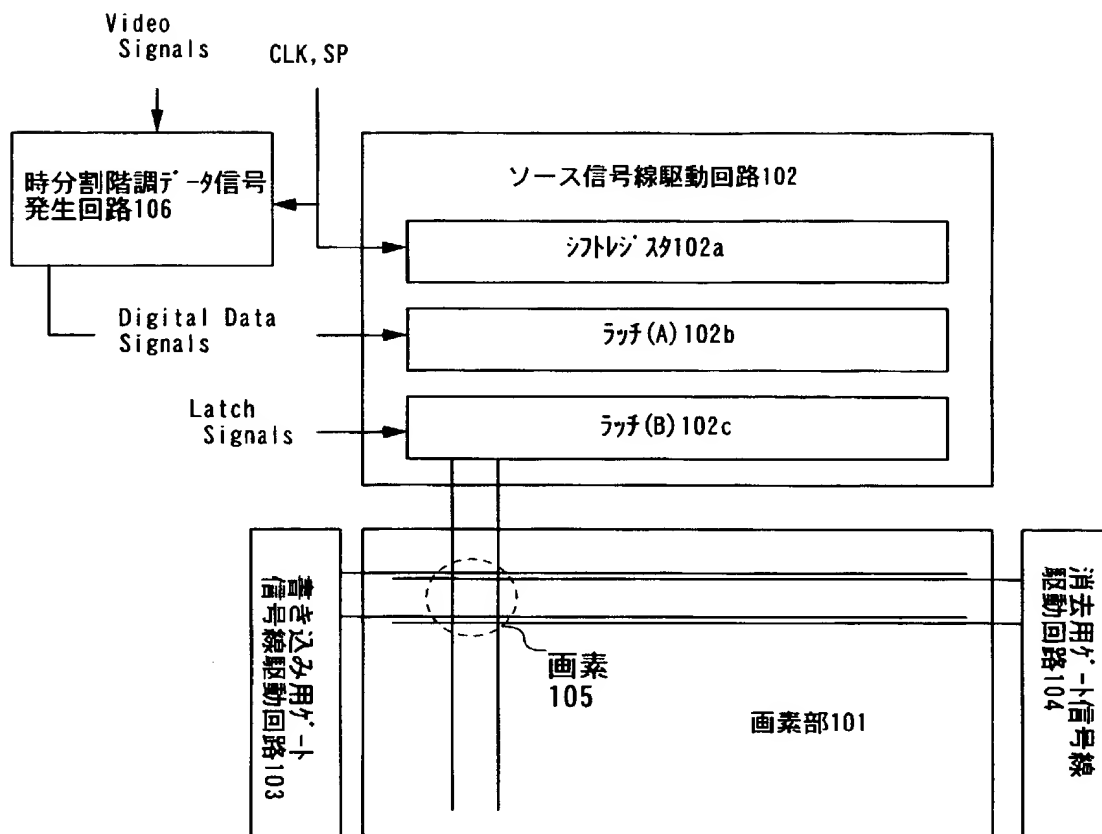 Video
Signals
CLK, SP
時分割階調ﾃﾞｰﾀ信号
発生回路106
ソース信号線駆動回路102
ｼﾌﾄﾚｼﾞｽﾀ102a
Digital Data
Signals
ﾗｯﾁ(A)102b
Latch
Signals
ﾗｯﾁ(B)102c
書き込み用ｹﾞｰﾄ
信号線駆動回路103
画素
105
画素部101
消去用ｹﾞｰﾄ信号線
駆動回路104